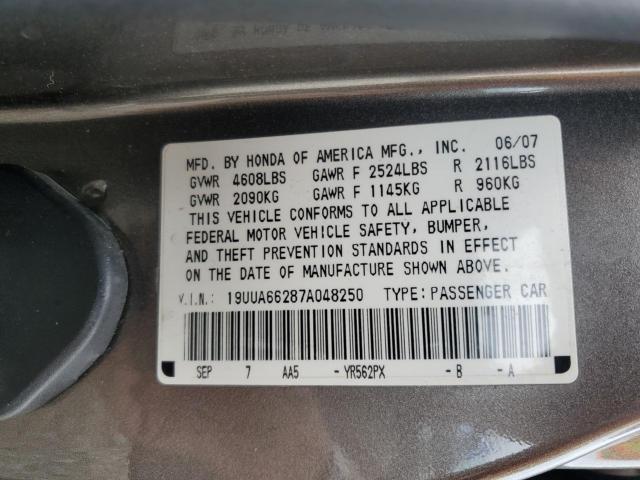 MFD. BY HONDA OF AMERICA MFG., INC. 06/07
GVWR 4608LBS GAWR F 2524LBS R 2116LBS
GVWR 2090KG GAWR F 1145KG R 960KG
THIS VEHICLE CONFORMS TO ALL APPLICABLE
FEDERAL MOTOR VEHICLE SAFETY, BUMPER,
AND THEFT PREVENTION STANDARDS IN EFFECT
ON THE DATE OF MANUFACTURE SHOWN ABOVE.
V.I.N.: 19UUA66287A048250 TYPE:PASSENGER CAR
SEP 7 AA5 -YR562PX -B -A